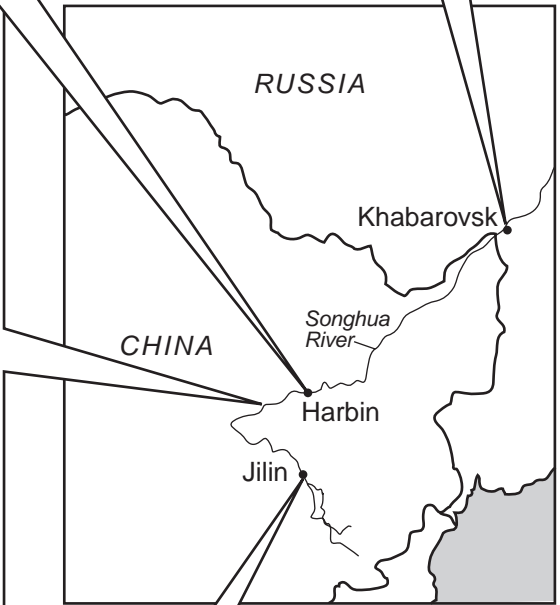 RUSSIA
Khabarovsk
Songhua
River
CHINA
Harbin
Jilin